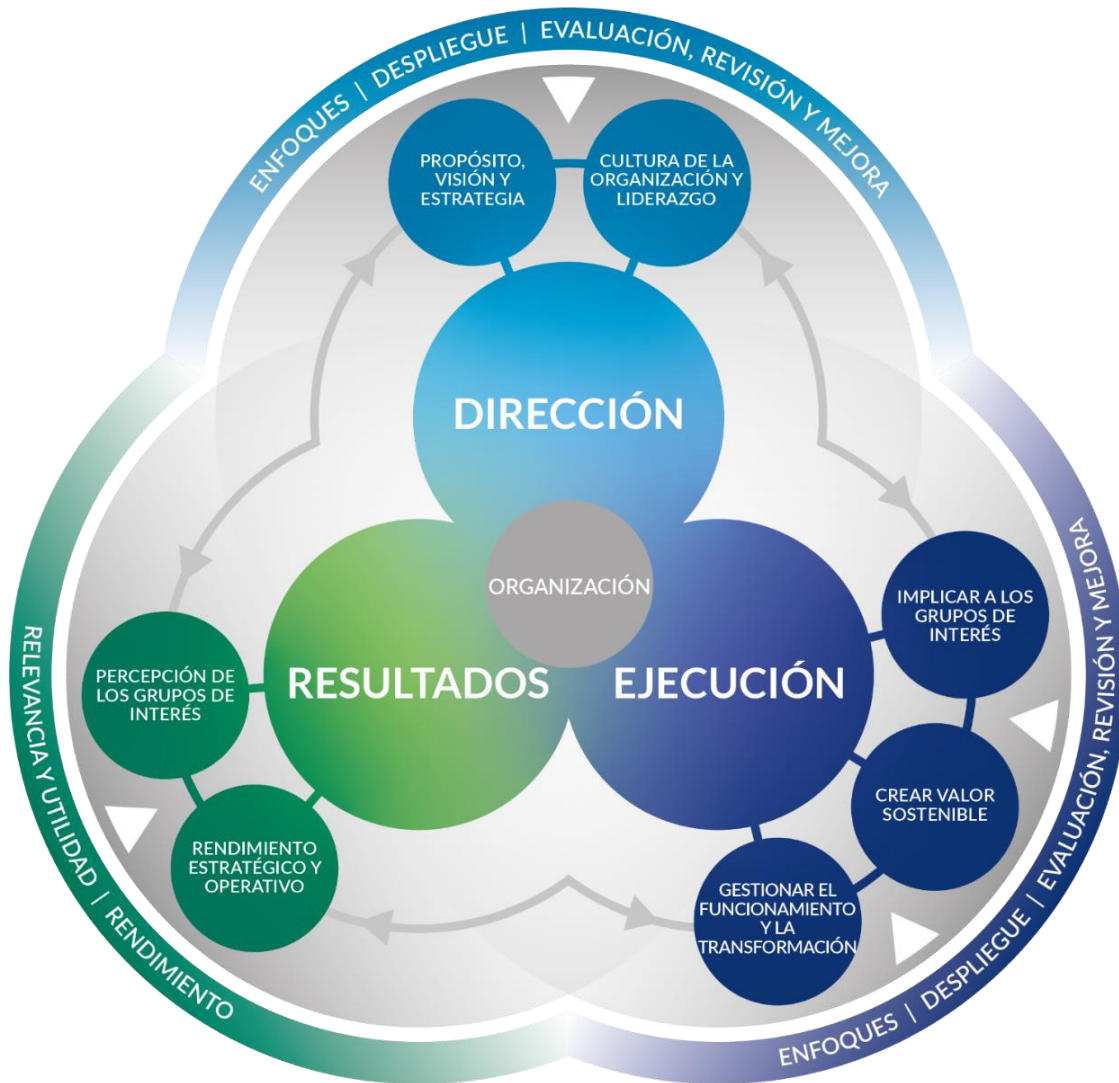 ENFOQUES | DESPLIEGUE | EVALUACIÓN, REVISIÓN Y MEJORA
PROPÓSITO,
VISIÓN Y
ESTRATEGIA
CULTURA DE LA
ORGANIZACIÓN Y
LIDERAZGO
DIRECCIÓN
ORGANIZACIÓN
RESULTADOS
EJECUCIÓN
IMPLICAR A LOS
GRUPOS DE
INTERÉS
CREAR VALOR
SOSTENIBLE
GESTIONAR EL
FUNCIONAMIENTO
Y LA
TRANSFORMACIÓN
ENFOQUES | DESPLIEGUE | EVALUACIÓN, REVISIÓN Y MEJORA
PERCEPCIÓN DE
LOS GRUPOS DE
INTERÉS
RENDIMIENTO
ESTRATÉGICO Y
OPERATIVO
RELEVANCIA Y UTILIDAD | RENDIMIENTO